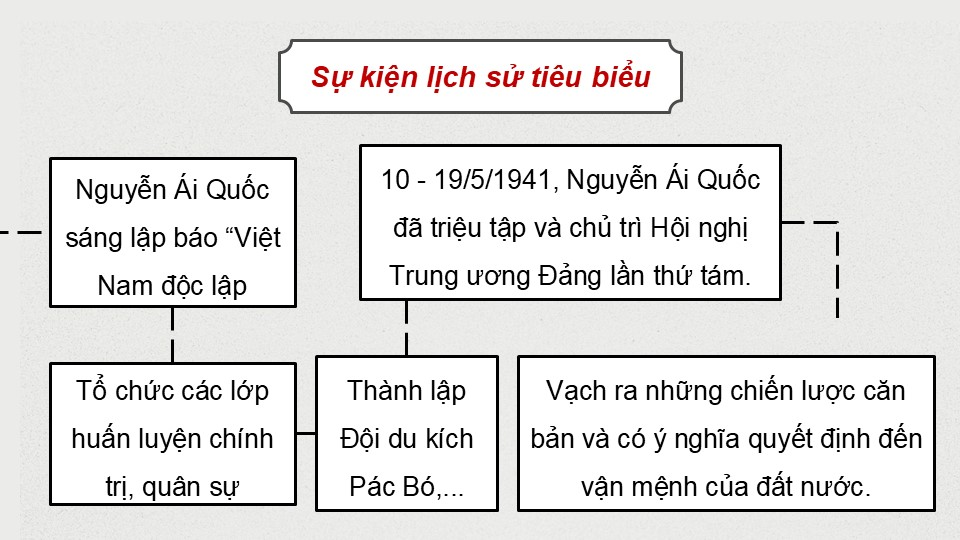 Sự kiện lịch sử tiêu biểu
Nguyễn Ái Quốc
sáng lập báo “Việt
Nam độc lập
10 - 19/5/1941, Nguyễn Ái Quốc
đã triệu tập và chủ trì Hội nghị
Trung ương Đảng lần thứ tám.
Tổ chức các lớp
huấn luyện chính
trị, quân sự
Thành lập
Đội du kích
Pác Bó,...
Vạch ra những chiến lược căn
bản và có ý nghĩa quyết định đến
vận mệnh của đất nước.